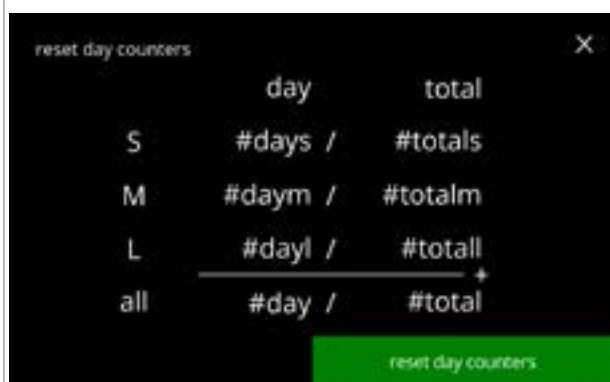 reset day counters X
day total
S #days / #totals
M #daym / #totalm
L #dayl / #totall
+
all #day / #total
reset day counters